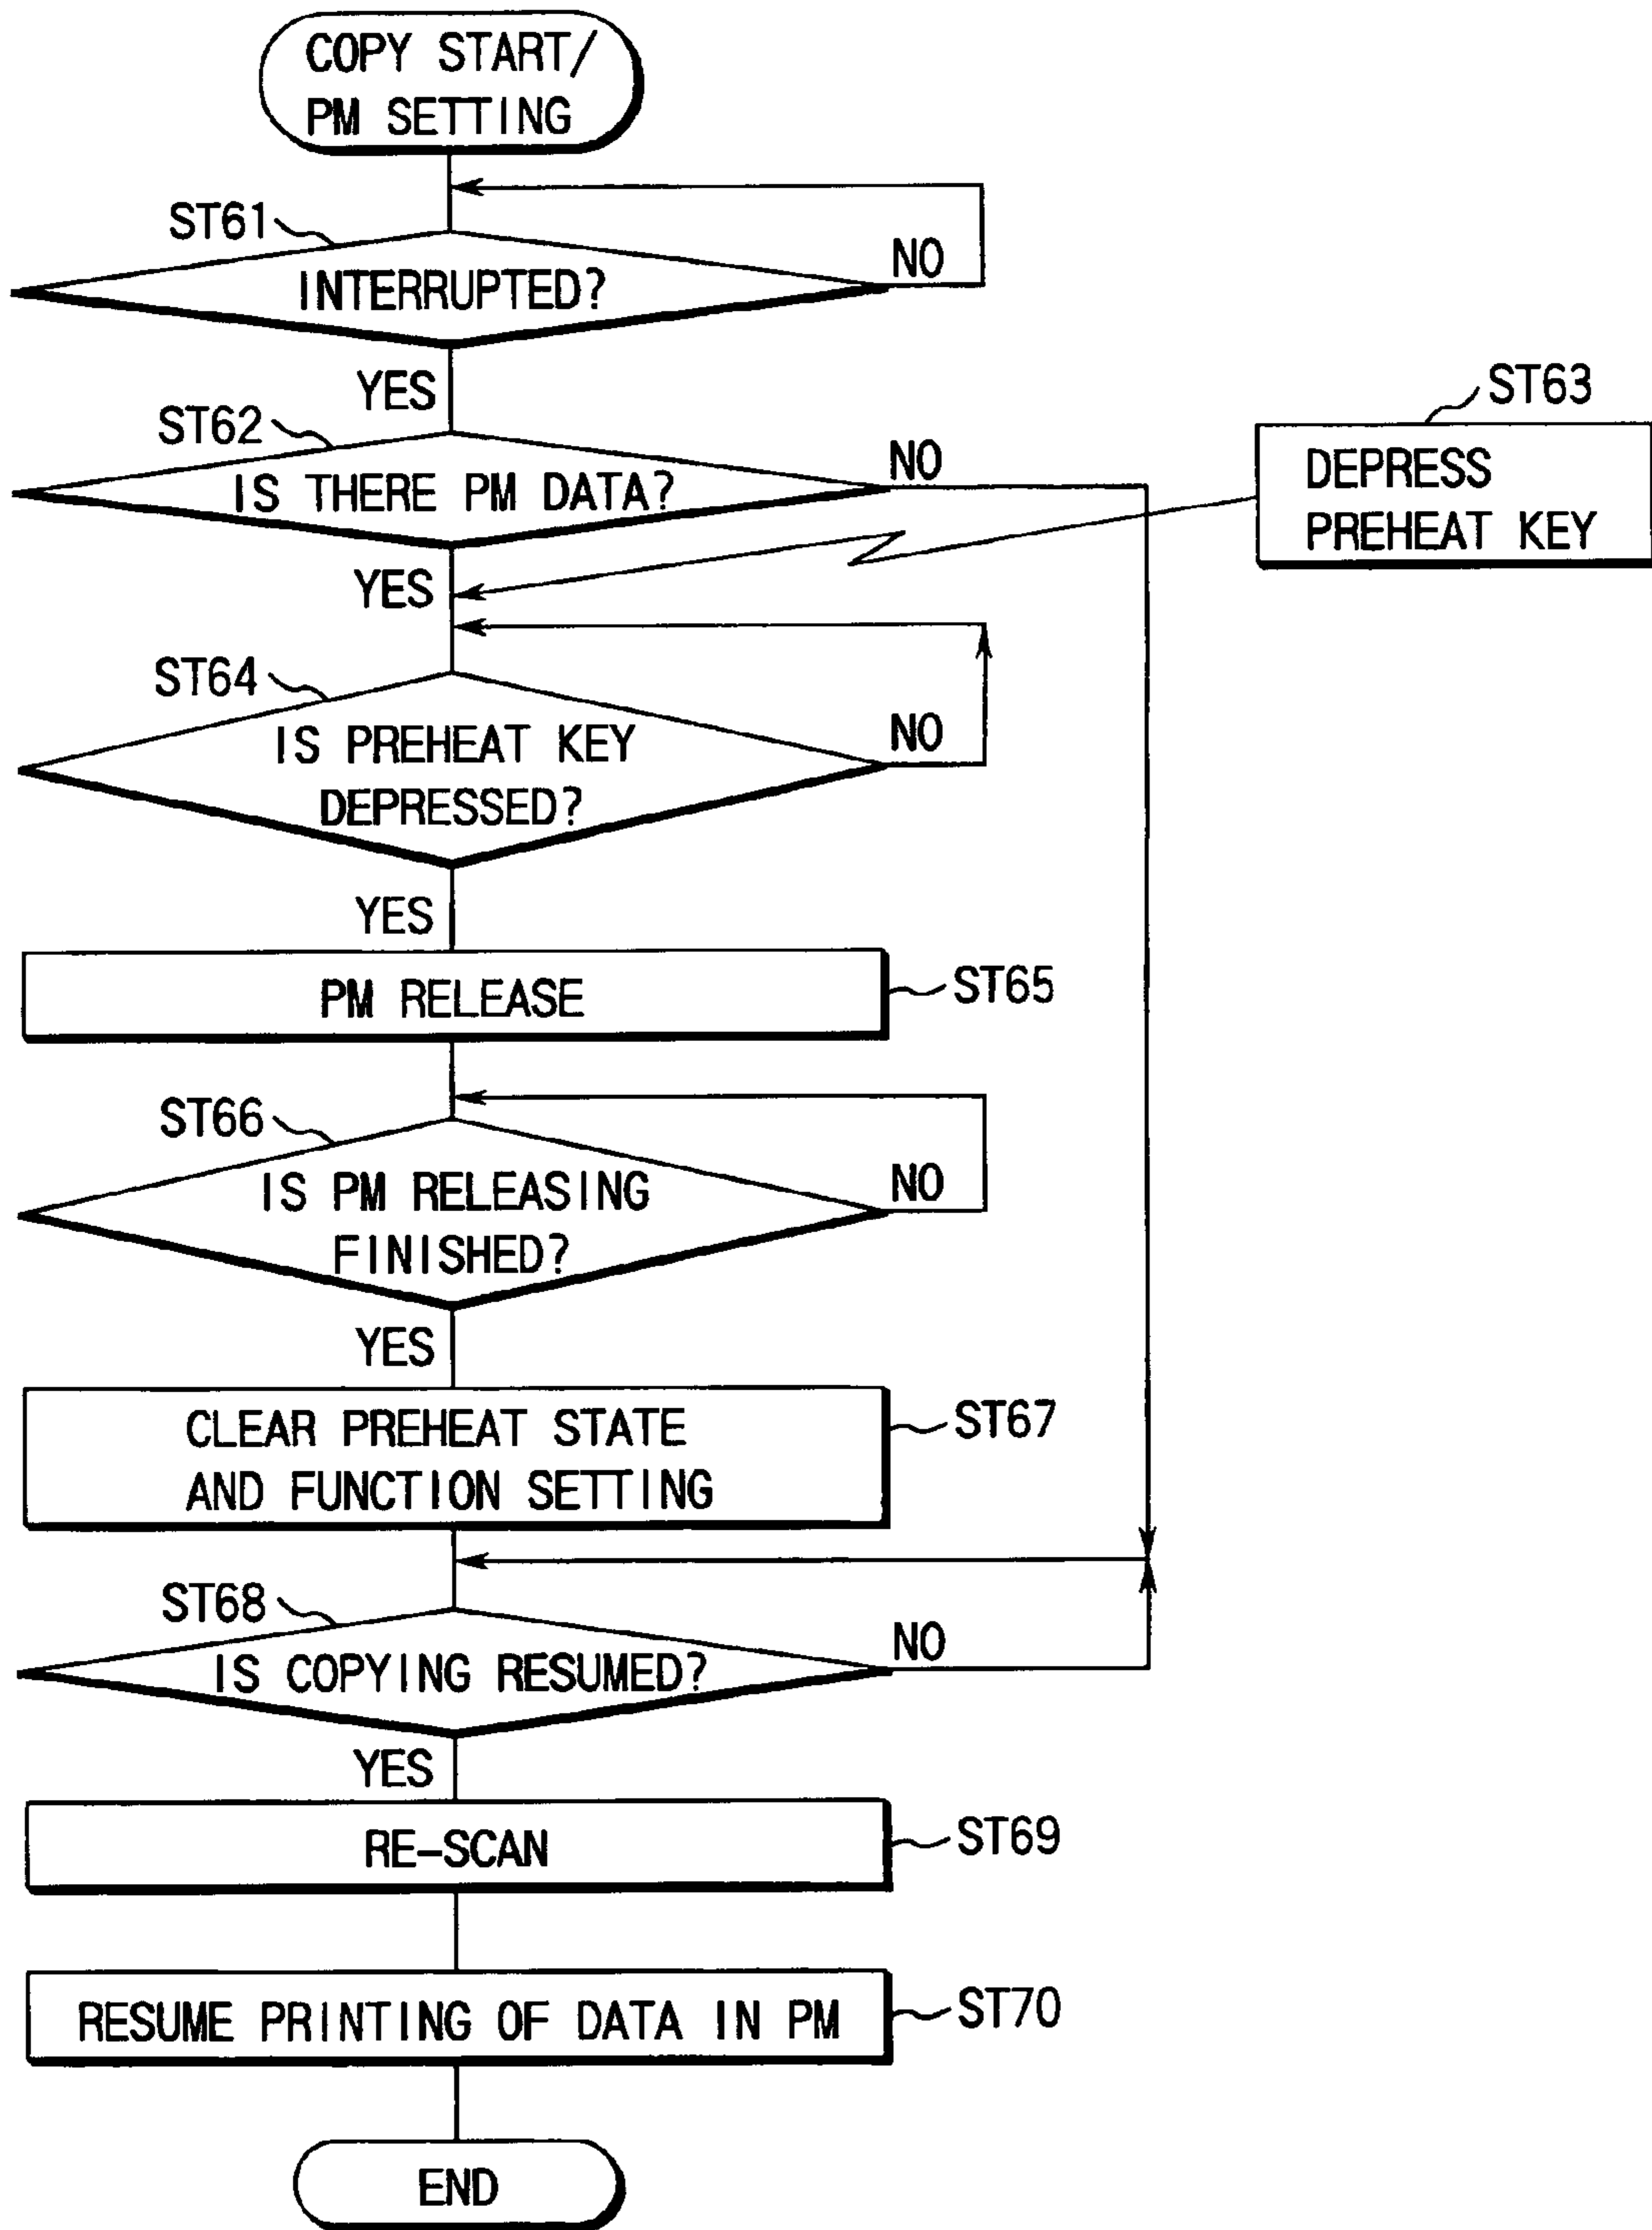 COPY START/
PM SETTING
ST61
INTERRUPTED?
NO
YES
ST62
IS THERE PM DATA?
NO
ST63
DEPRESS
PREHEAT KEY
YES
ST64
IS PREHEAT KEY
DEPRESSED?
NO
YES
PM RELEASE
ST65
ST66
IS PM RELEASING
FINISHED?
NO
YES
CLEAR PREHEAT STATE
AND FUNCTION SETTING
ST67
ST68
IS COPYING RESUMED?
NO
YES
RE-SCAN
ST69
RESUME PRINTING OF DATA IN PM
ST70
END